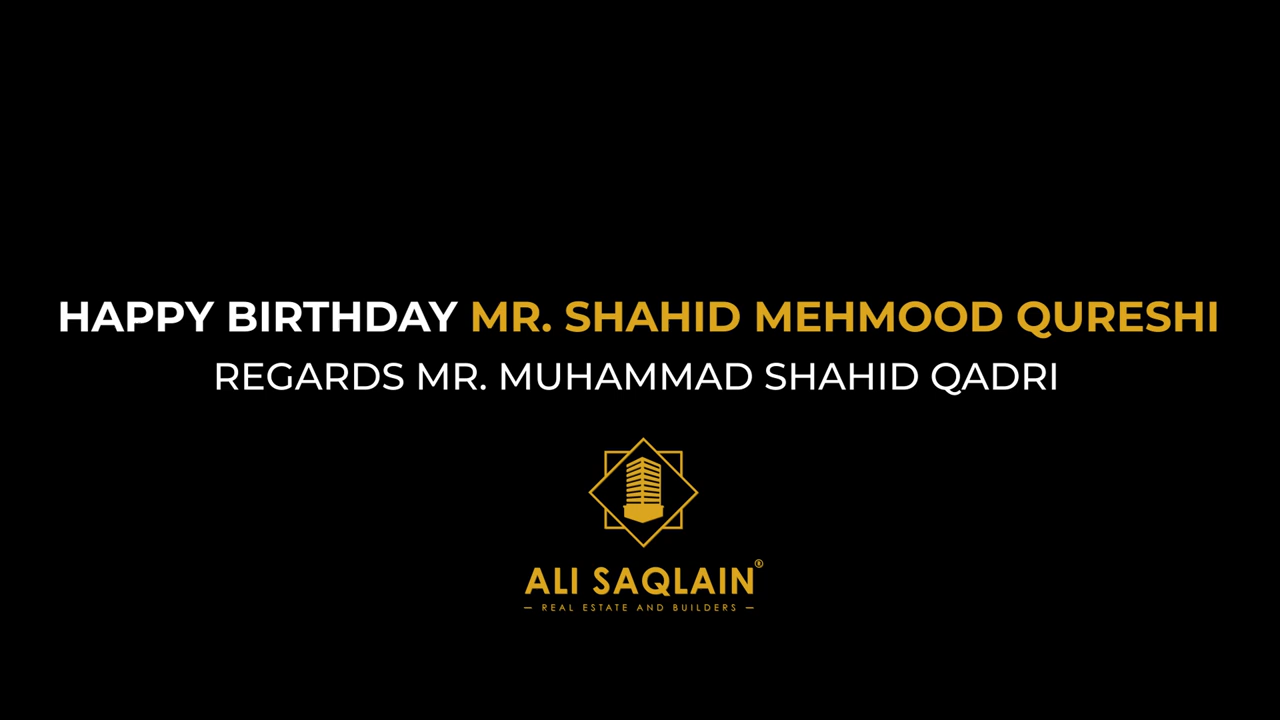 HAPPY BIRTHDAY MR. SHAHID MEHMOOD QURESHI
REGARDS MR. MUHAMMAD SHAHID QADRI
ALI SAQLAIN®
— REAL ESTATE AND BUILDERS —